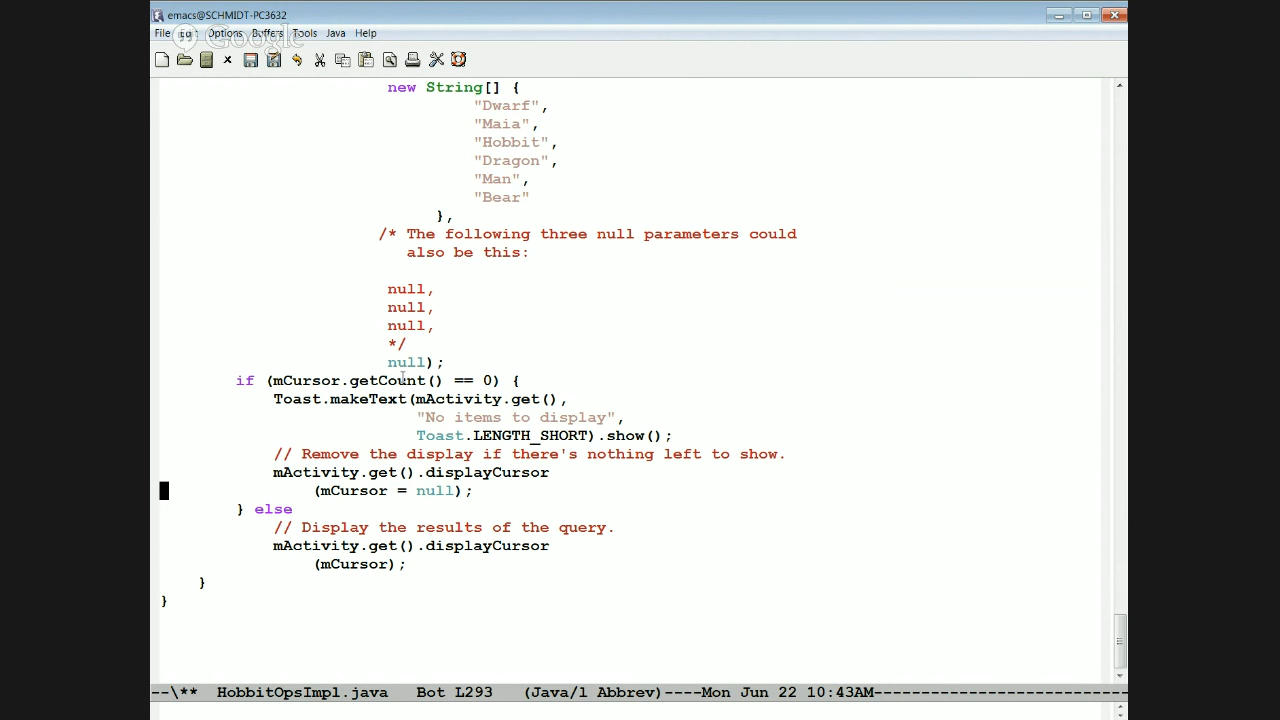 emacs@SCHMIDT-PC3632
File Edit Options Buffers Tools Java Help
Google
new String[] {
"Dwarf",
"Maia",
"Hobbit",
"Dragon",
"Man",
"Bear"
},
/* The following three null parameters could
also be this:
null,
null,
null,
*/
null);
if (mCursor.getCount() == 0) {
Toast.makeText(mActivity.get(),
"No items to display",
Toast.LENGTH_SHORT).show();
// Remove the display if there's nothing left to show.
mActivity.get().displayCursor
(mCursor = null);
} else
// Display the results of the query.
mActivity.get().displayCursor
(mCursor);
}
}
--\** HobbitOpsImpl.java Bot L293 (Java/l Abbrev)----Mon Jun 22 10:43AM---------------------------